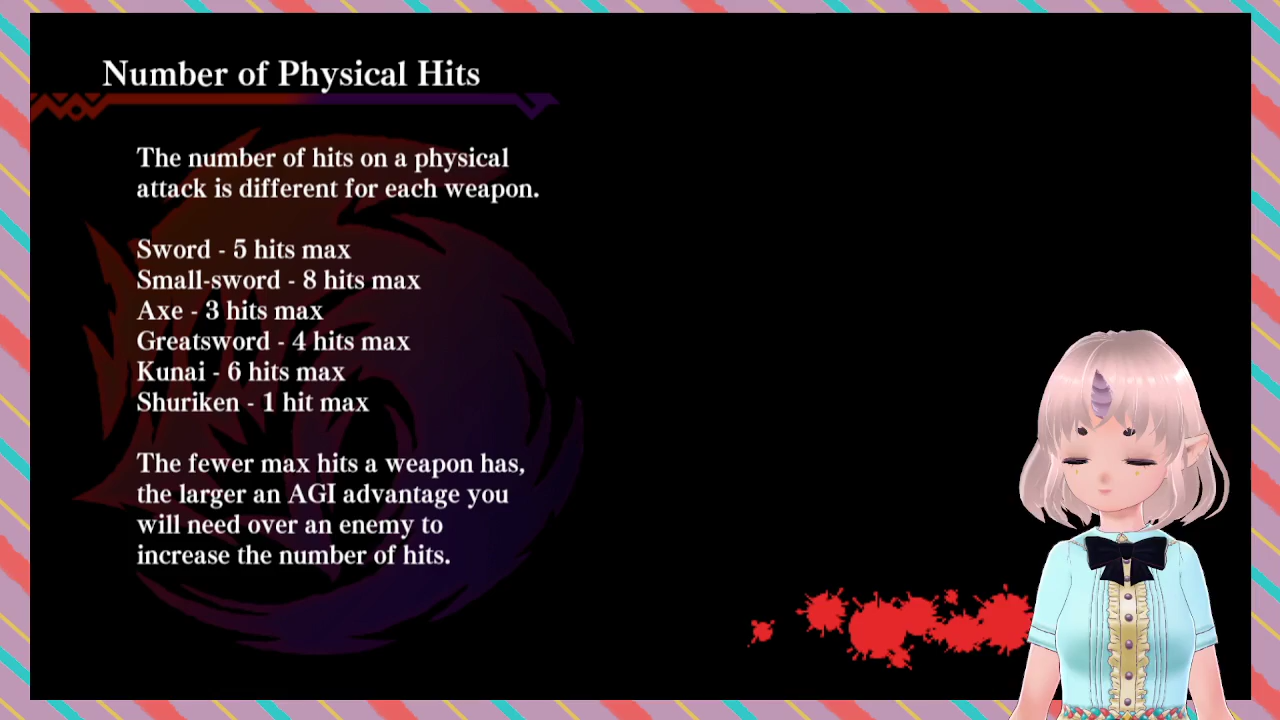 Number of Physical Hits
The number of hits on a physical
attack is different for each weapon.
Sword - 5 hits max
Small-sword - 8 hits max
Axe - 3 hits max
Greatsword - 4 hits max
Kunai - 6 hits max
Shuriken - 1 hit max
The fewer max hits a weapon has,
the larger an AGI advantage you
will need over an enemy to
increase the number of hits.